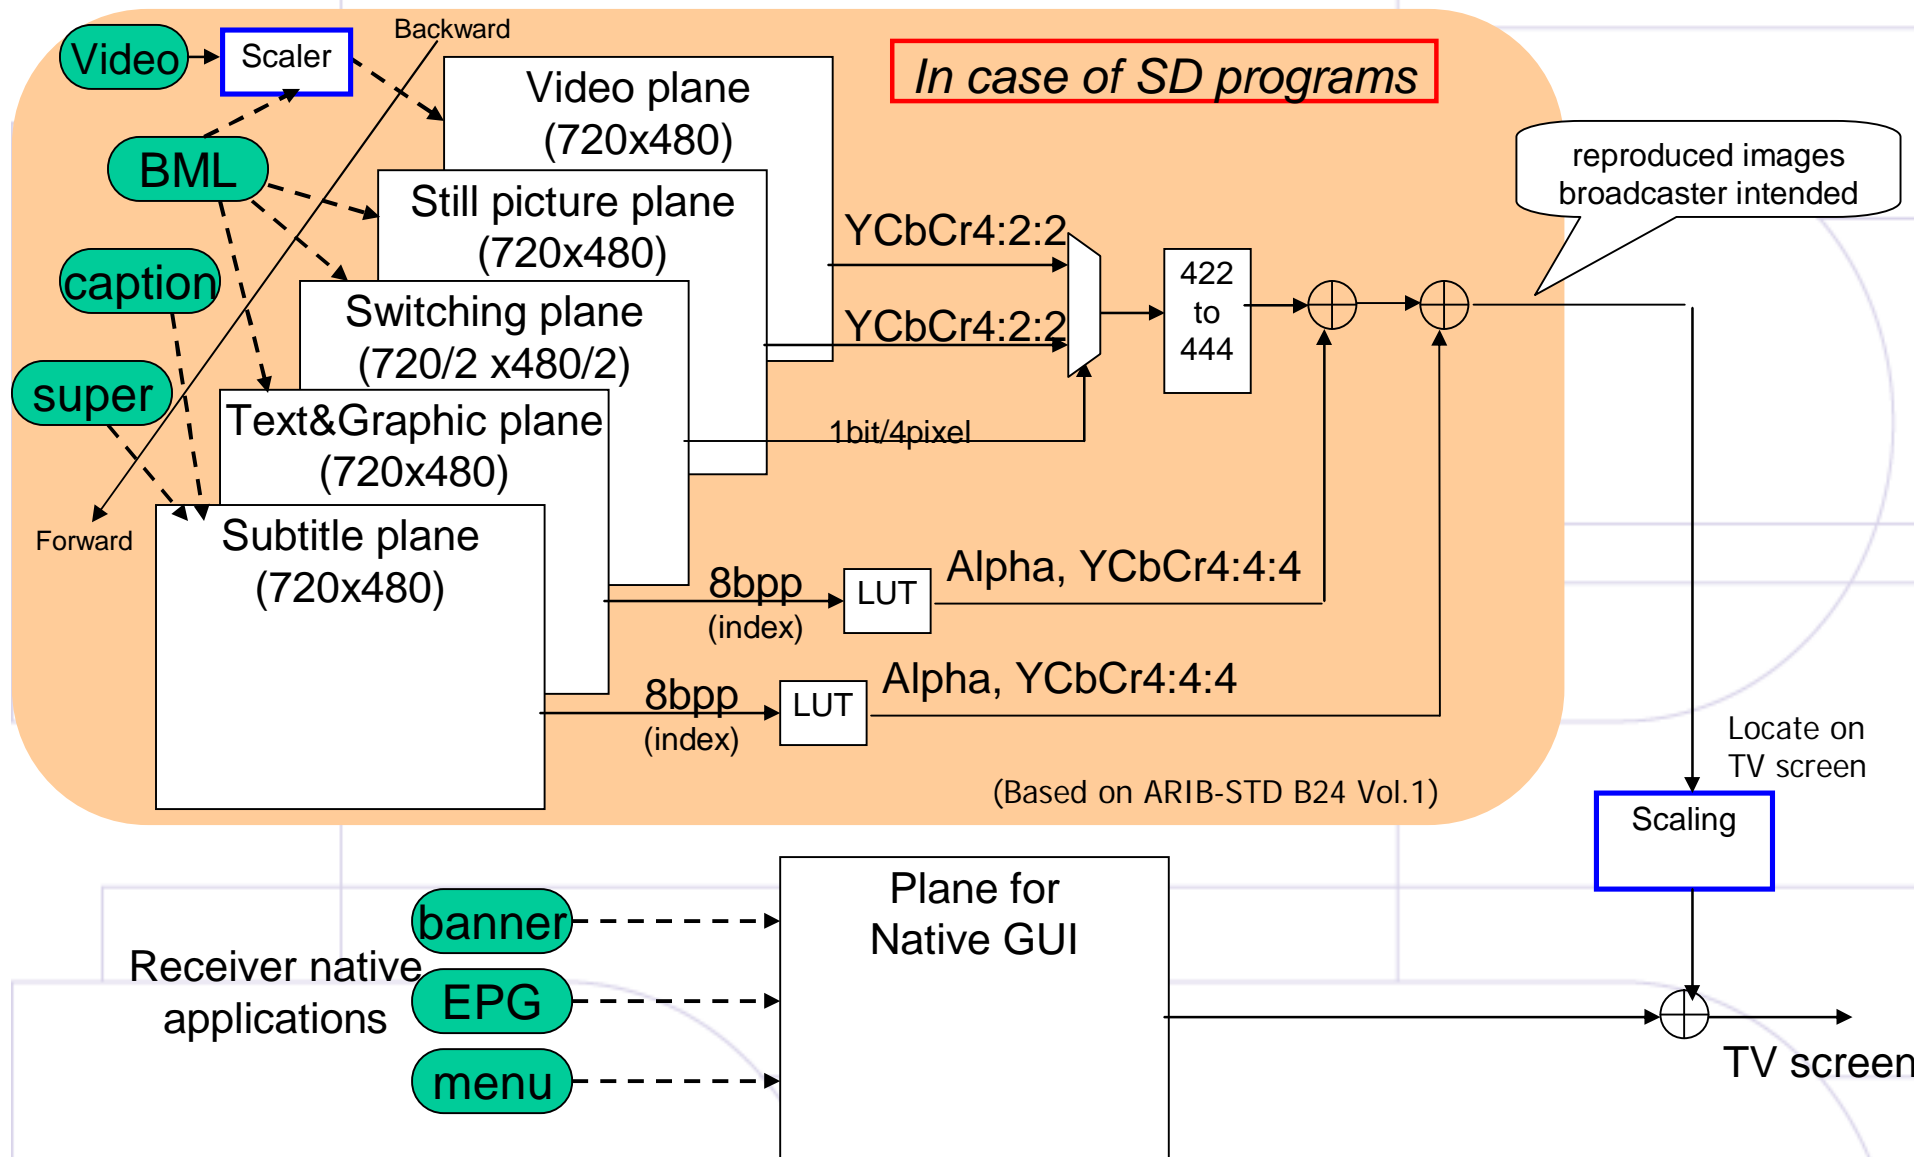 Backward
Video
Scaler
In case of SD programs
Video plane
(720x480)
BML
Still picture plane
(720x480)
reproduced images
broadcaster intended
YCbCr4:2:2
caption
Switching plane
(720/2 x480/2)
YCbCr4:2:2
422
to
444
super
Text&Graphic plane
(720x480)
1bit/4pixel
Forward
Subtitle plane
(720x480)
8bpp
(index)
LUT
Alpha, YCbCr4:4:4
8bpp
(index)
LUT
Alpha, YCbCr4:4:4
Locate on
TV screen
(Based on ARIB-STD B24 Vol.1)
Scaling
Plane for
Native GUI
banner
Receiver native
applications
EPG
menu
TV screen